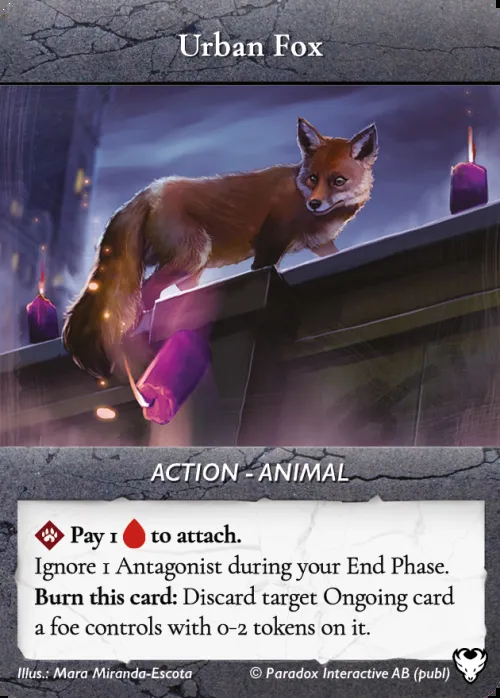 Urban Fox
ACTION - ANIMAL
Pay 1 to attach.
Ignore 1 Antagonist during your End Phase.
Burn this card: Discard target Ongoing card
a foe controls with 0-2 tokens on it.
Illus.: Mara Miranda-Escota © Paradox Interactive AB (publ)